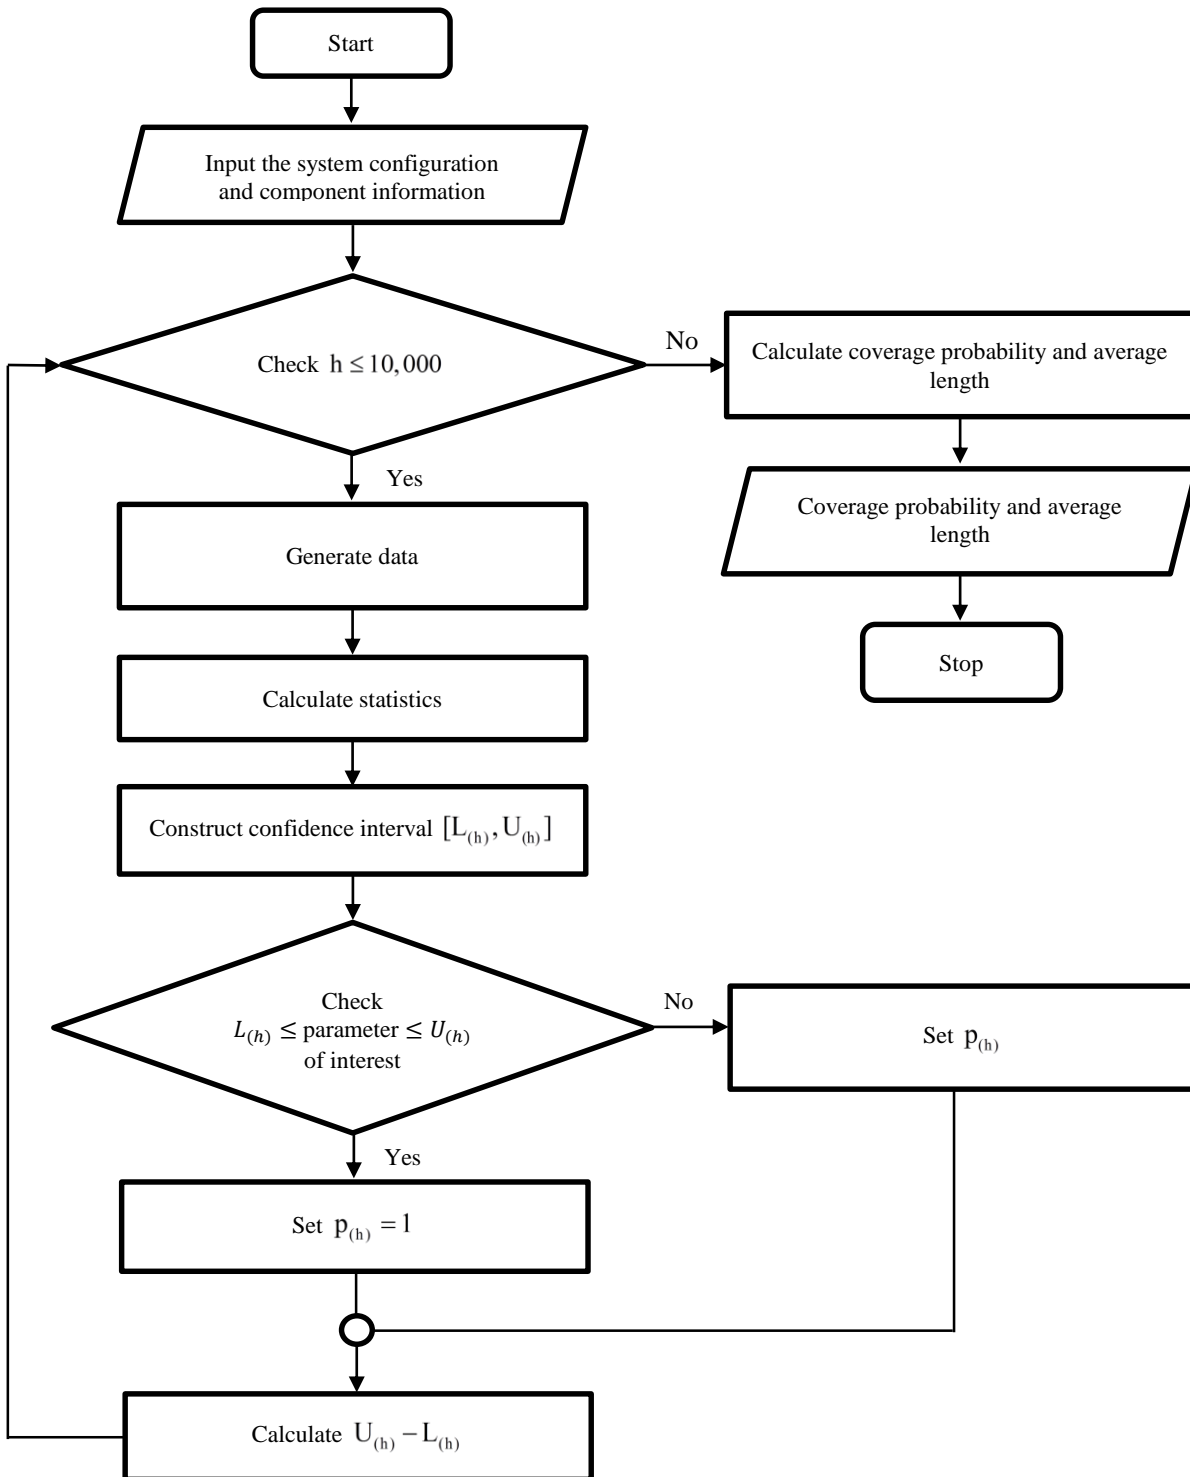 Start
Input the system configuration
and component information
Check h ≤ 10,000
No
Calculate coverage probability and average
length
Yes
Coverage probability and average
length
Generate data
Stop
Calculate statistics
Construct confidence interval [L(h), U(h)]
Check
L(h) ≤ parameter ≤ U(h)
of interest
No
Set p(h)
Yes
Set p(h) = 1
Calculate U(h) − L(h)